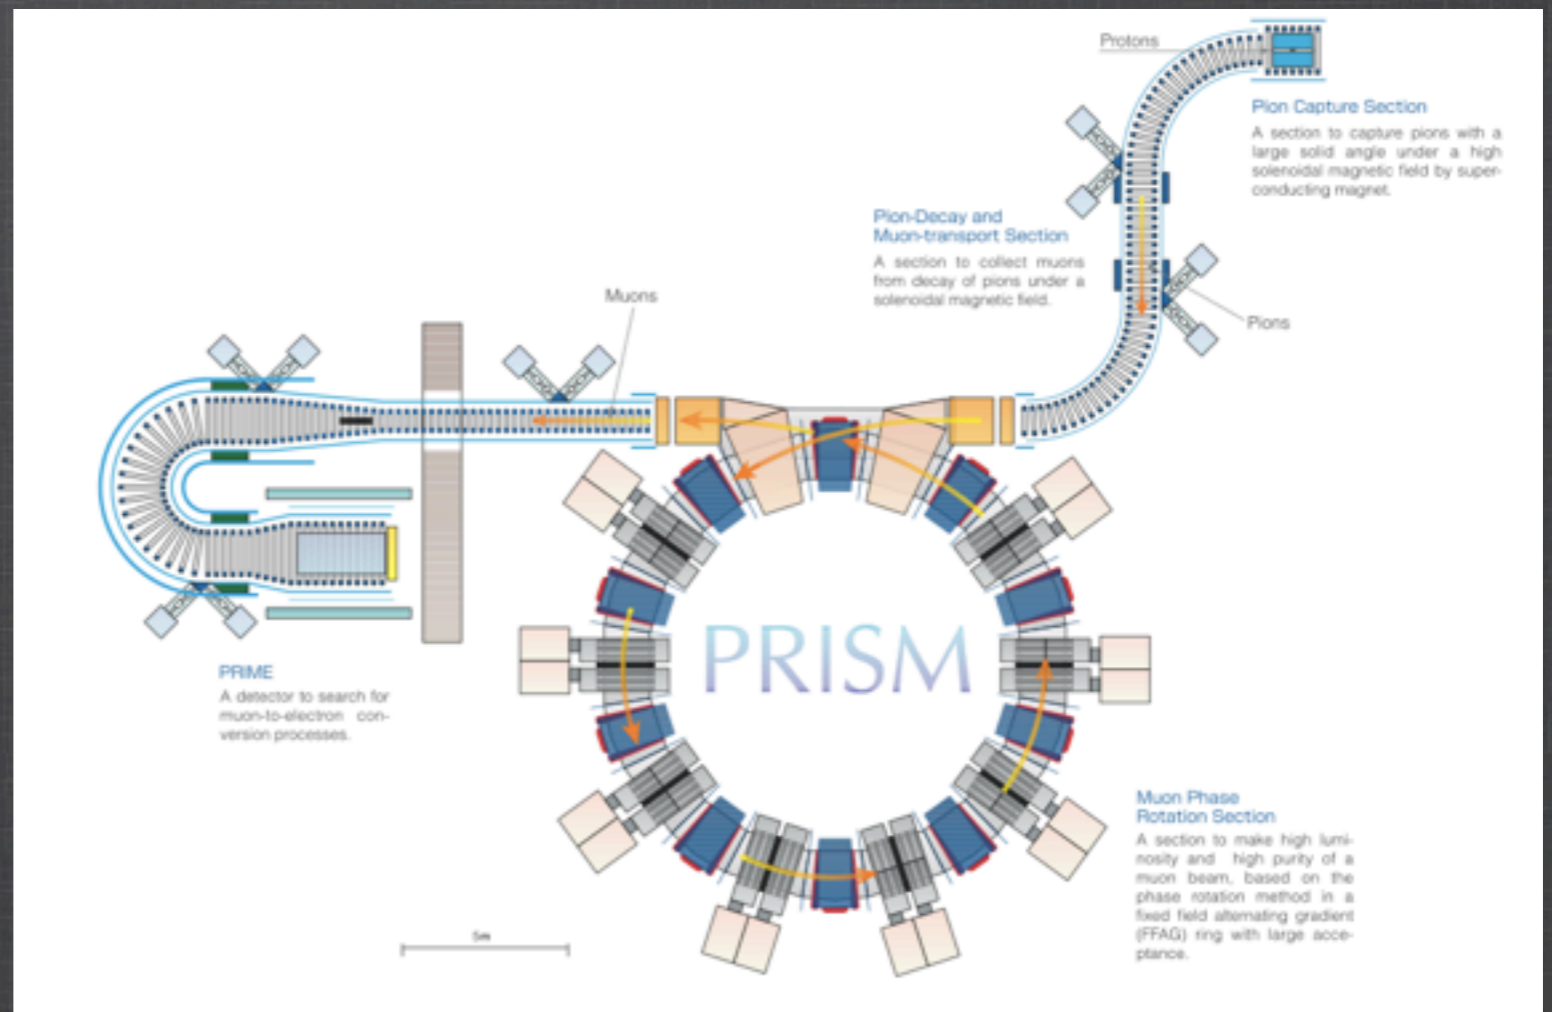 Protons
Pion Capture Section
A section to capture pions with a
large solid angle under a high
solenoidal magnetic field by super-
conducting magnet.
Pion-Decay and
Muon-transport Section
A section to collect muons
from decay of pions under a
solenoidal magnetic field.
Pions
Muons
PRISM
PRIME
A detector to search for
muon-to-electron con-
version processes.
Muon Phase
Rotation Section
A section to make high lumi-
nosity and high purity of a
muon beam, based on the
phase rotation method in a
fixed field alternating gradient
(FFAG) ring with large acce-
ptance.
5m